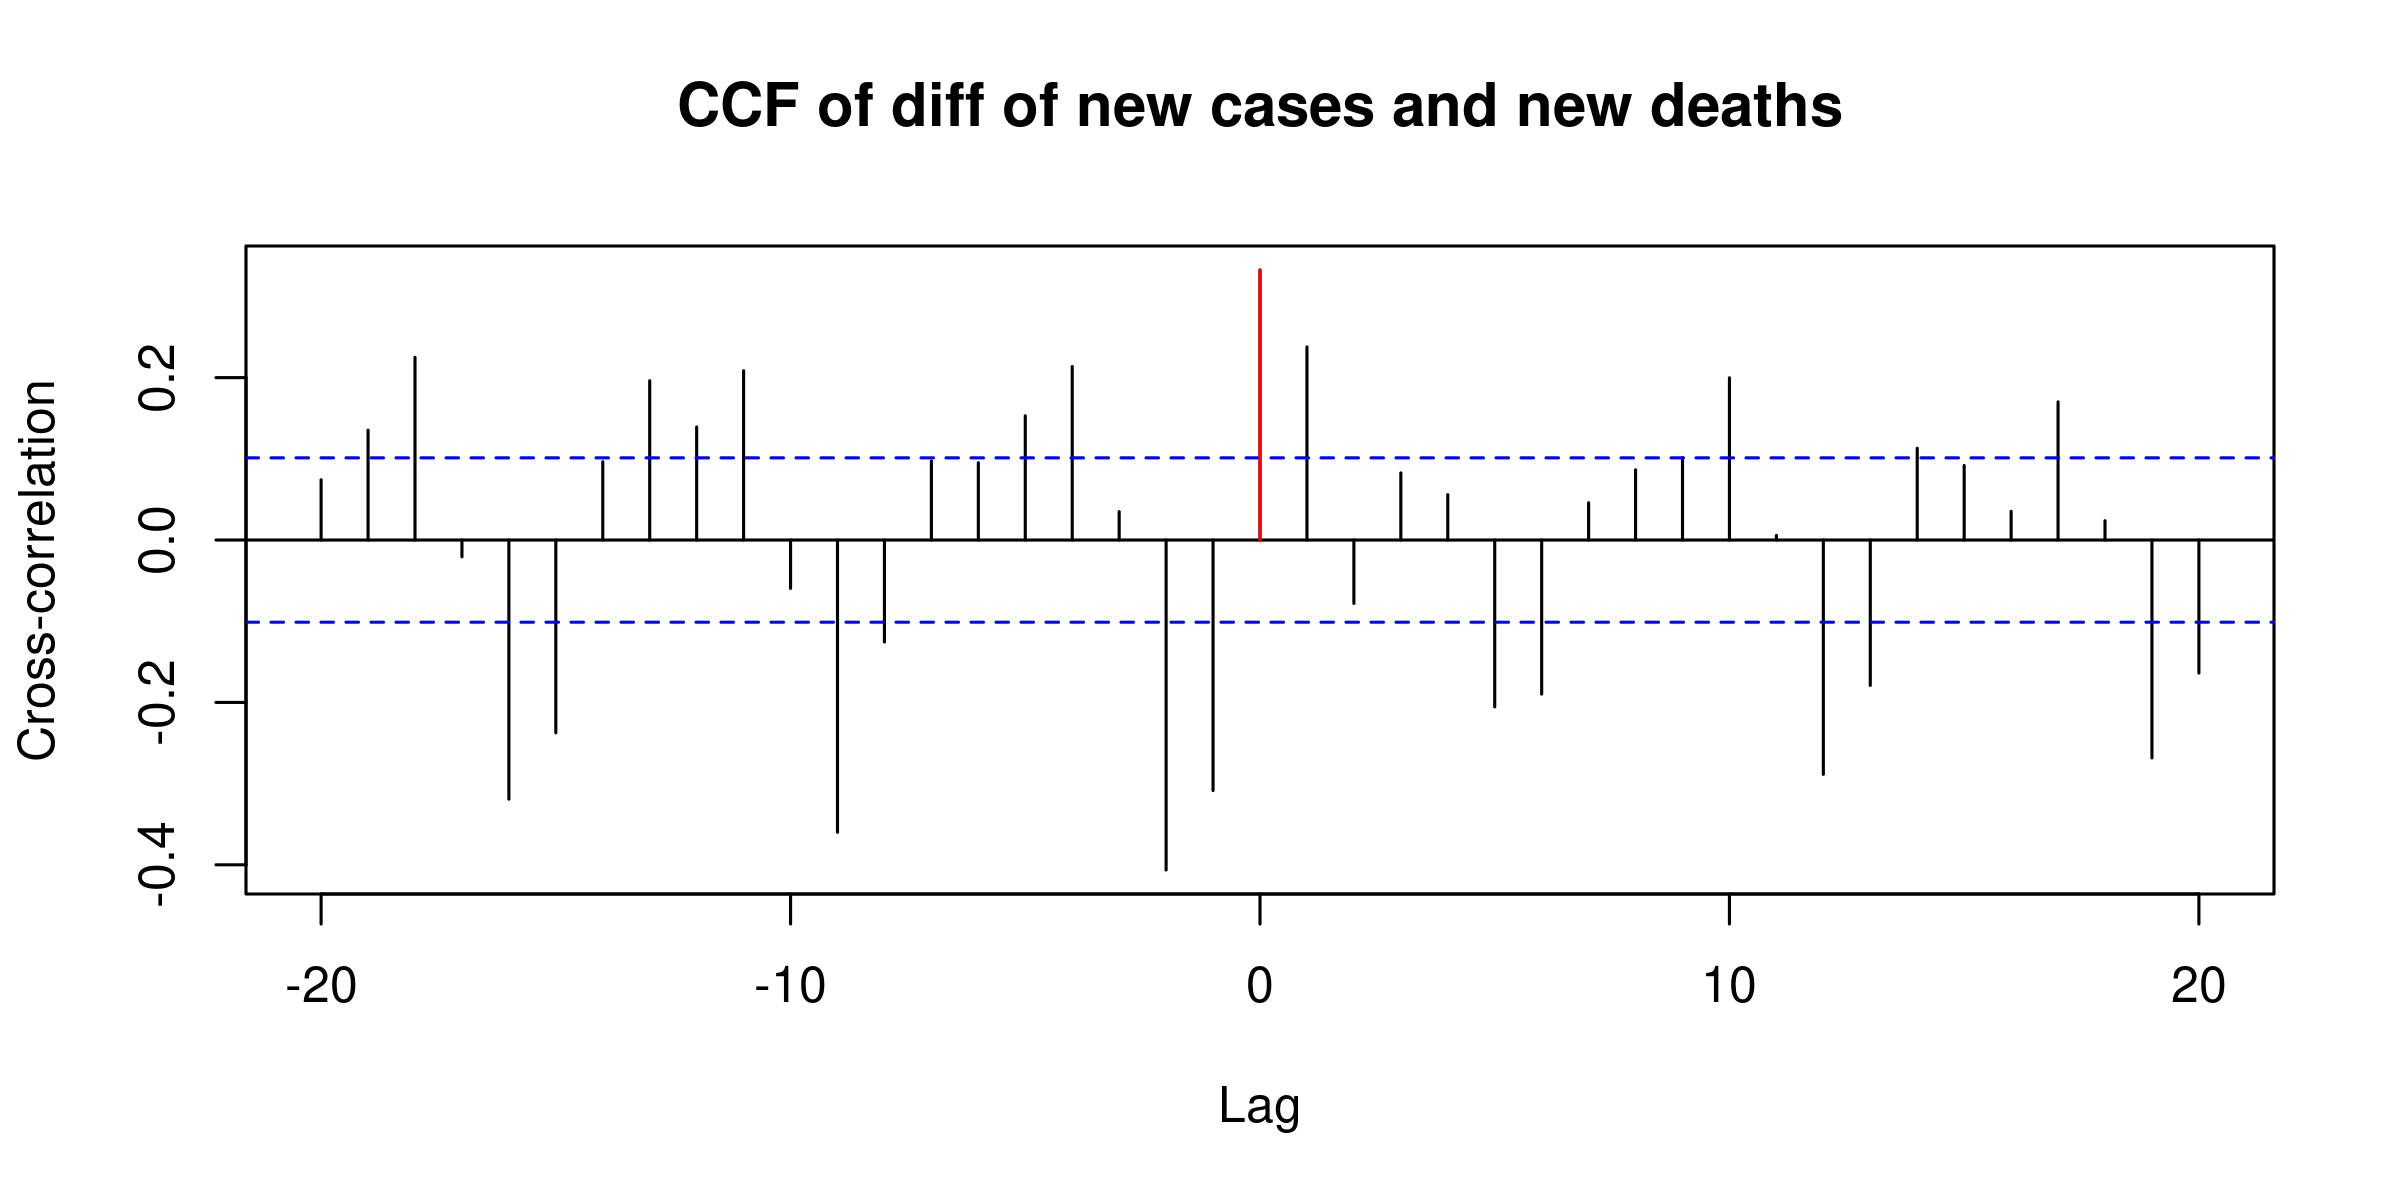 CCF of diff of new cases and new deaths
Cross-correlation
0.2
0.0
-0.2
-0.4
-20 -10 0 10 20
Lag